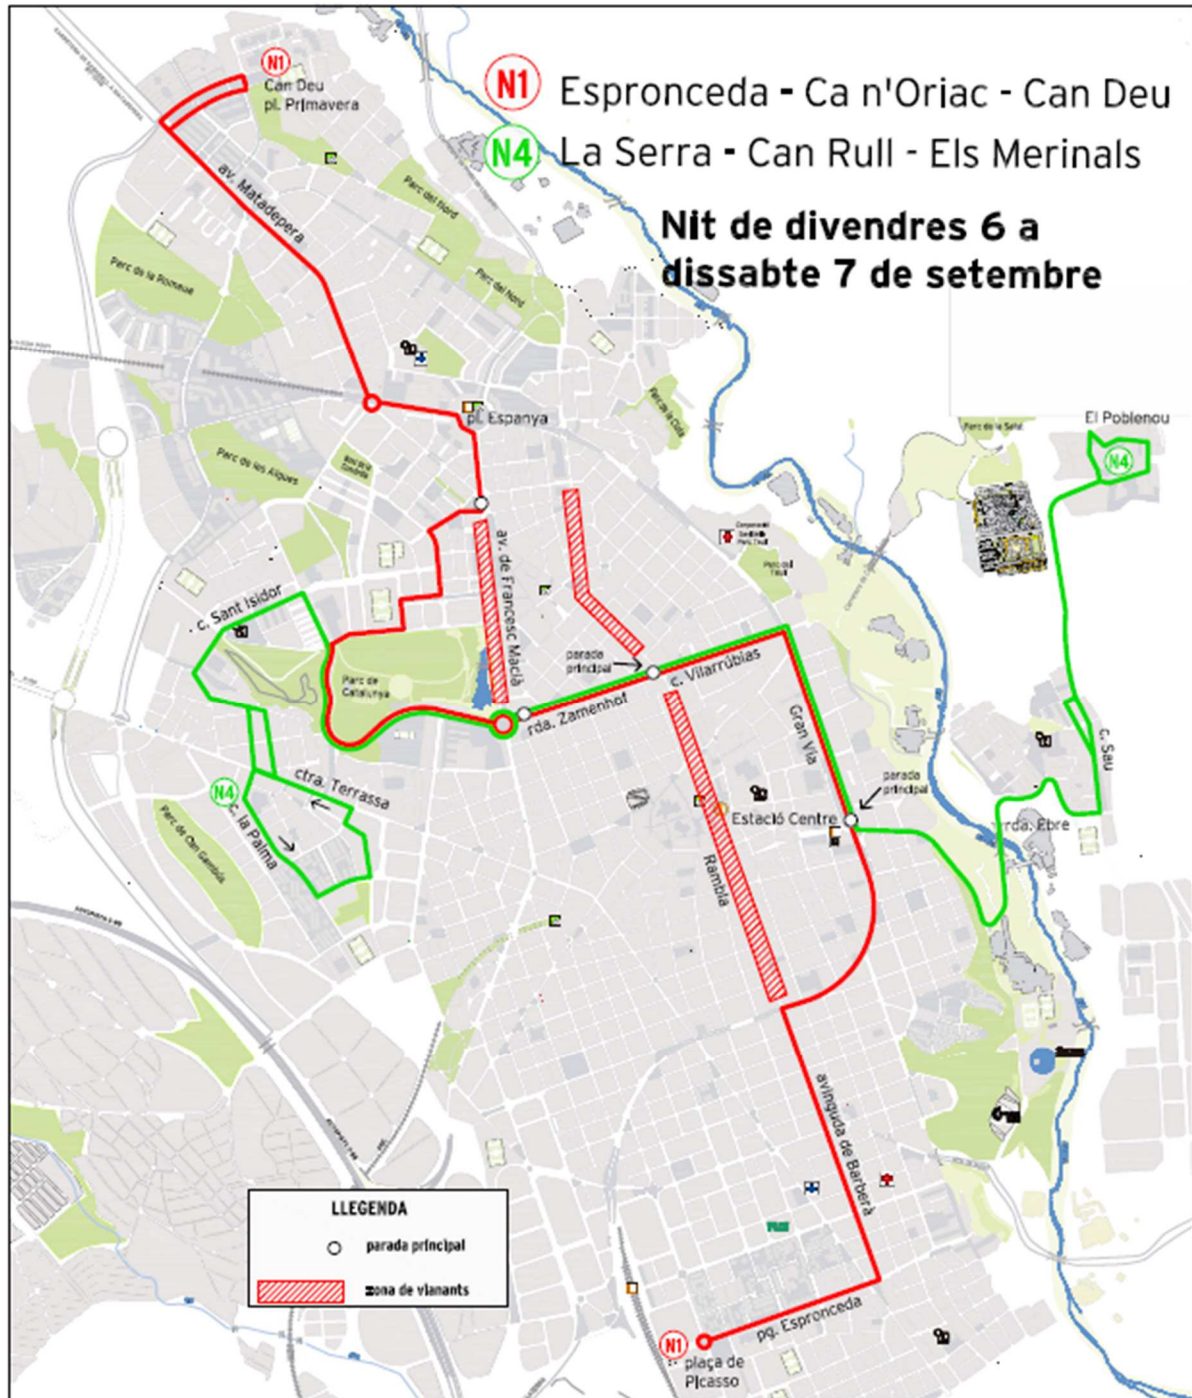 N1
Espronceda - Ca n'Oriac - Can Deu
N4
La Serra - Can Rull - Els Merinals
Nit de divendres 6 a
dissabte 7 de setembre
N1
Can Deu
pl. Primavera
av. Matadepera
Parc del Nord
Parc de la Romaua
Parc del Nord
pl. Espanya
Parc de les Aigües
El Poblenou
N4
av. de Francesc Macià
c. Sant Isidor
Parc de
Catalunya
parada
principal
c. Vilarrúbias
rda. Zamenhof
Gran Via
c. Sau
N4
ctra. Terrassa
c. la Palma
Parc de Can Gambús
parada
principal
Estació Centre
rda. Ebre
Rambla
avinguda de Barberà
LLEGENDA
parada principal
zona de vianants
pg. Espronceda
N1
plaça de
Picasso